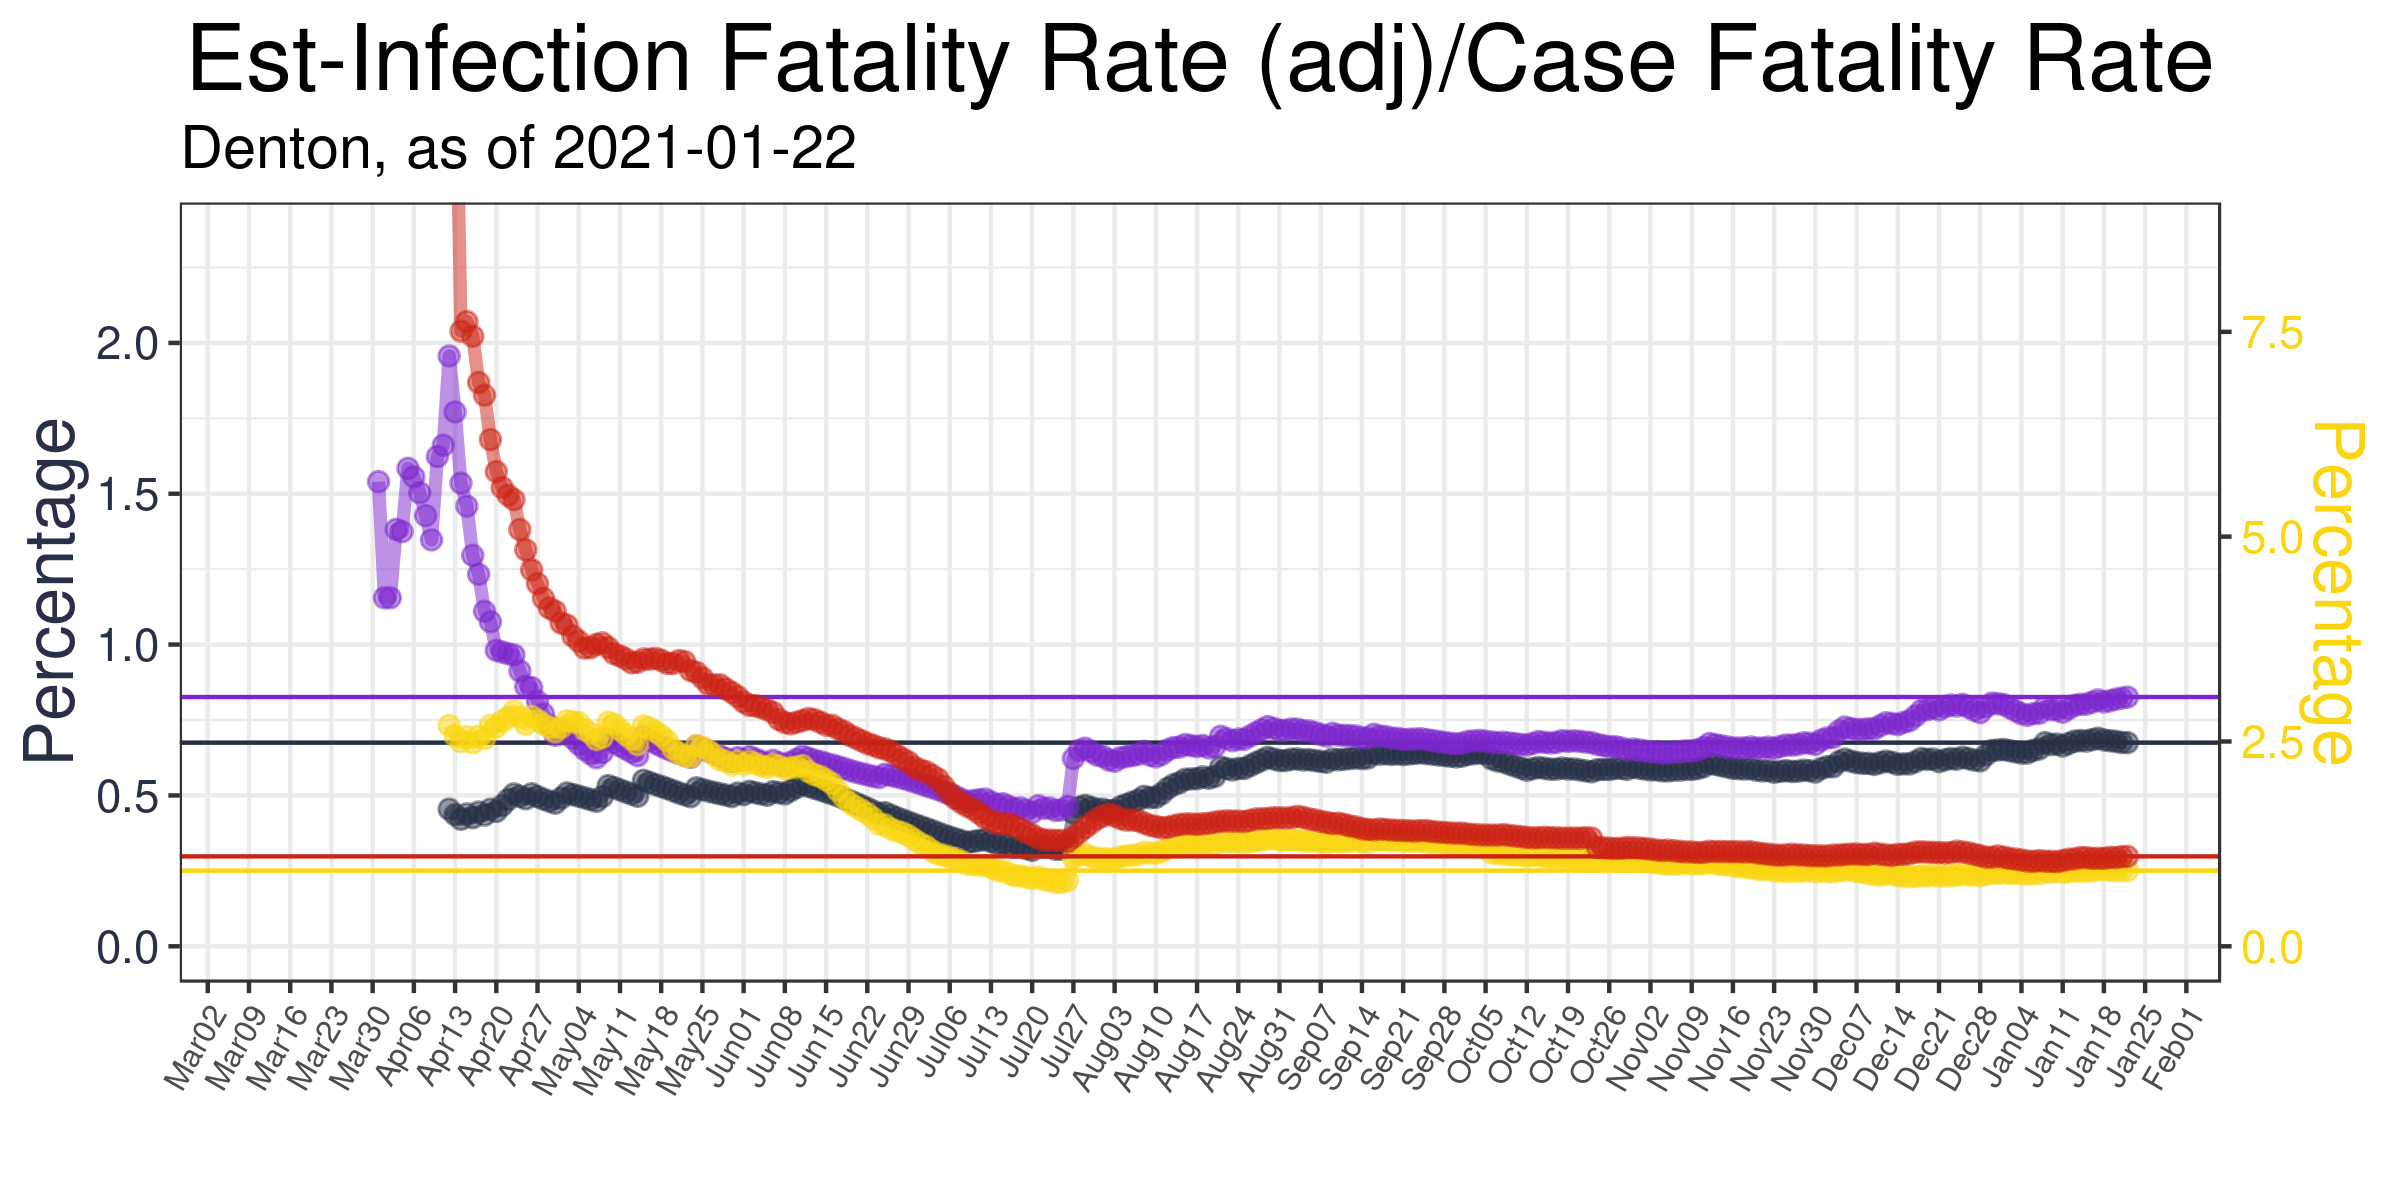 Est-Infection Fatality Rate (adj)/Case Fatality Rate
Denton, as of 2021-01-22
Percentage
2.0
1.5
1.0
0.5
0.0
7.5
5.0
2.5
0.0
Percentage
Mar02
Mar09
Mar16
Mar23
Mar30
Apr06
Apr13
Apr20
Apr27
May04
May11
May18
May25
Jun01
Jun08
Jun15
Jun22
Jun29
Jul06
Jul13
Jul20
Jul27
Aug03
Aug10
Aug17
Aug24
Aug31
Sep07
Sep14
Sep21
Sep28
Oct05
Oct12
Oct19
Oct26
Nov02
Nov09
Nov16
Nov23
Nov30
Dec07
Dec14
Dec21
Dec28
Jan04
Jan11
Jan18
Jan25
Feb01